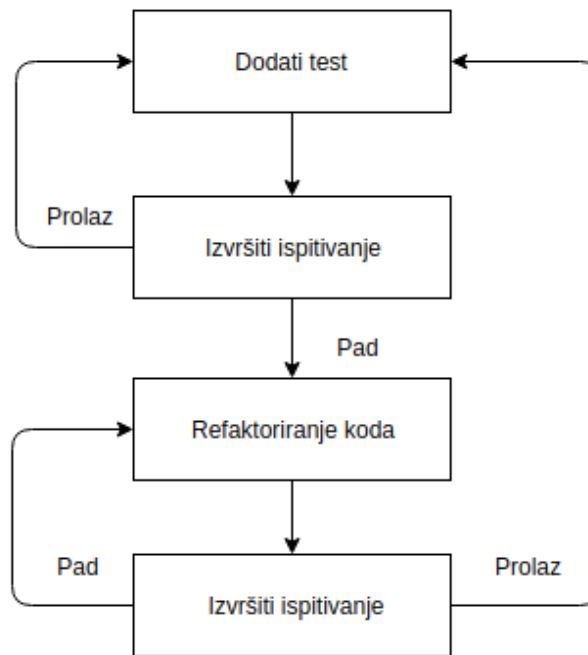 Dodati test
Prolaz
Izvršiti ispitivanje
Pad
Refaktoriranje koda
Pad
Prolaz
Izvršiti ispitivanje